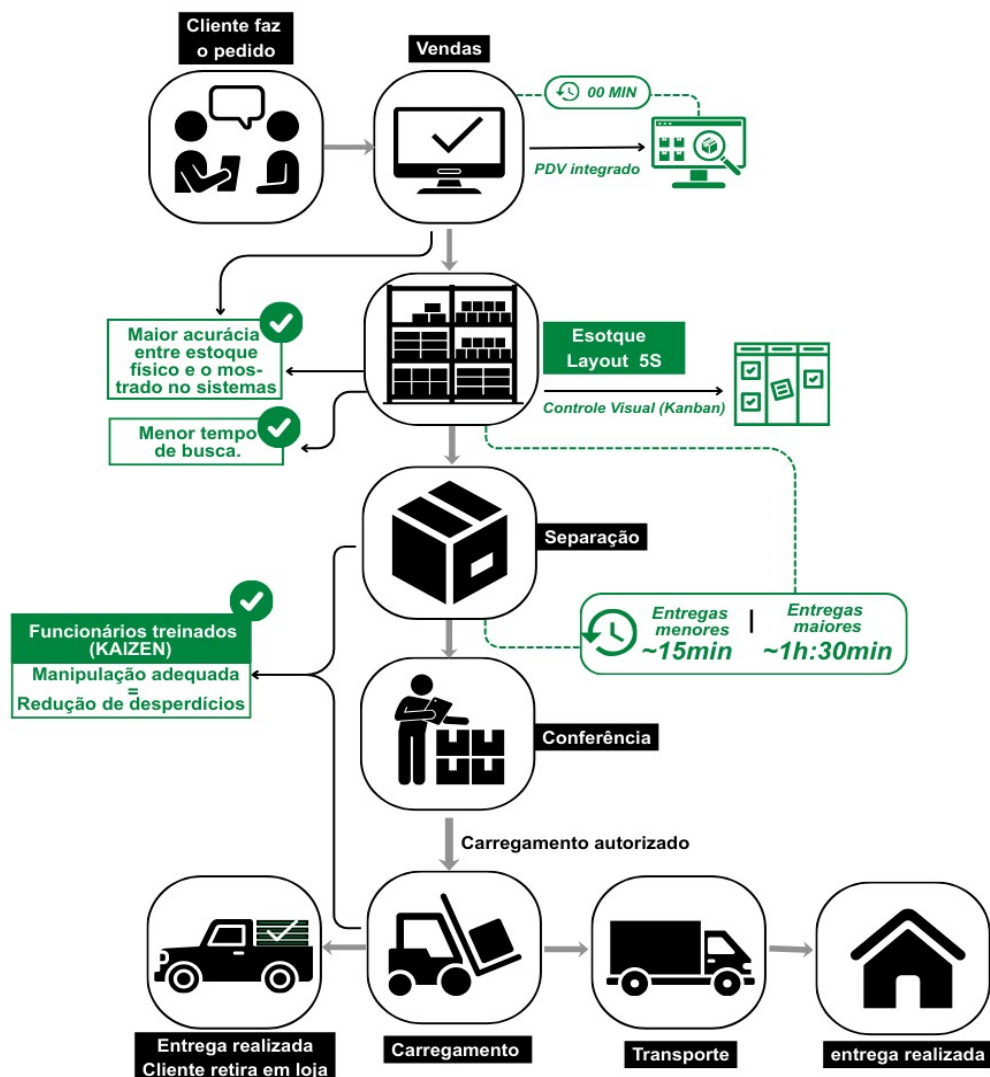 Cliente faz
o pedido
Vendas
00 MIN
PDV integrado
Maior acurácia
entre estoque
físico e o mos-
trado no sistemas
Esotque
Layout 5S
Controle Visual (Kanban)
Menor tempo
de busca.
Separação
Entregas
menores
~15min
|
Entregas
maiores
~1h:30min
Funcionários treinados
(KAIZEN)
Manipulação adequada
=
Redução de desperdícios
Conferência
Carregamento autorizado
Entrega realizada
Cliente retira em loja
Carregamento
Transporte
entrega realizada